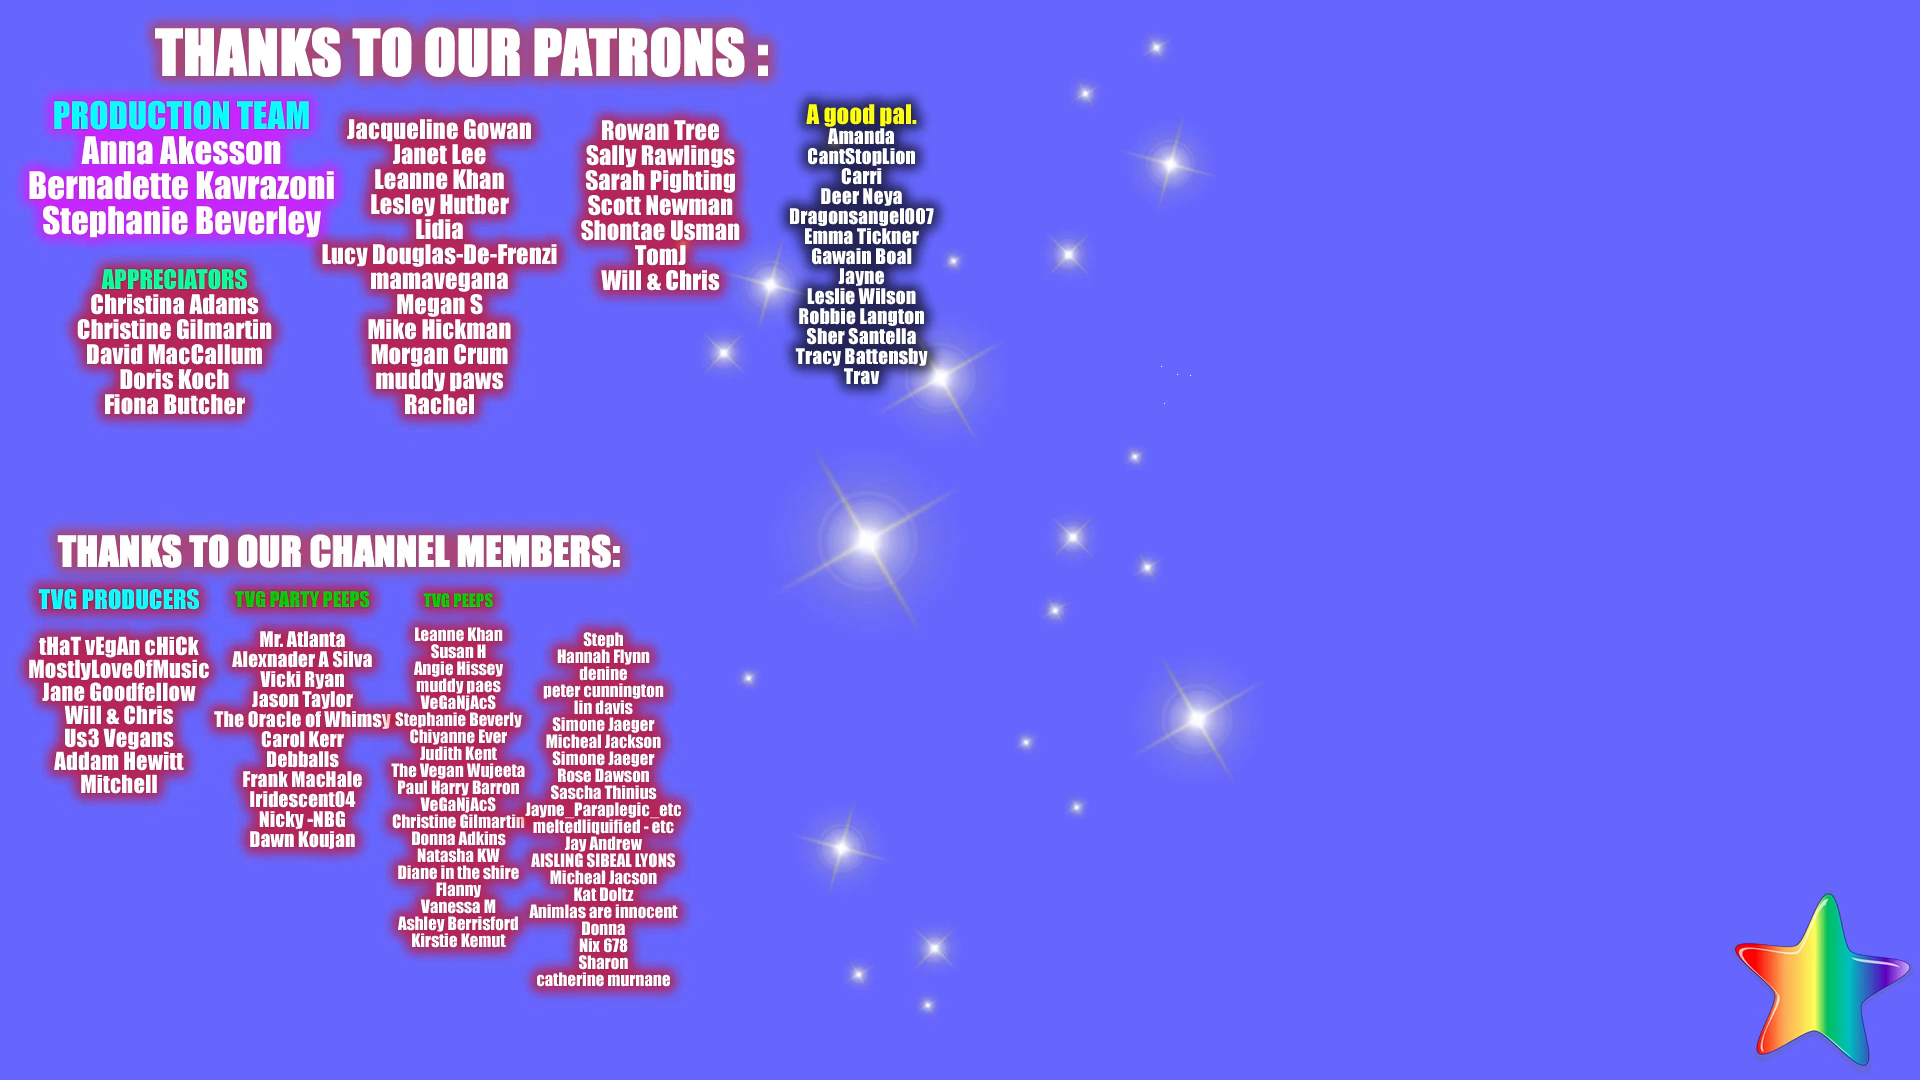 THANKS TO OUR PATRONS :
PRODUCTION TEAM
Anna Akesson
Bernadette Kavrazoni
Stephanie Beverley
APPRECIATORS
Christina Adams
Christine Gilmartin
David MacCallum
Doris Koch
Fiona Butcher
Jacqueline Gowan
Janet Lee
Leanne Khan
Lesley Hutber
Lidia
Lucy Douglas-De-Frenzi
mamavegana
Megan S
Mike Hickman
Morgan Crum
muddy paws
Rachel
Rowan Tree
Sally Rawlings
Sarah Pighting
Scott Newman
Shontae Usman
TomJ
Will & Chris
A good pal.
Amanda
CantStopLion
Carri
Deer Neya
Dragonsangel007
Emma Tickner
Gawain Boal
Jayne
Leslie Wilson
Robbie Langton
Sher Santella
Tracy Battensby
Trav
THANKS TO OUR CHANNEL MEMBERS:
TVG PRODUCERS
tHaT vEgAn cHiCk
MostlyLoveOfMusic
Jane Goodfellow
Will & Chris
Us3 Vegans
Addam Hewitt
Mitchell
TVG PARTY PEEPS
Mr. Atlanta
Alexnader A Silva
Vicki Ryan
Jason Taylor
The Oracle of Whimsy
Carol Kerr
Debballs
Frank MacHale
Iridescent04
Nicky -NBG
Dawn Koujan
TVG PEEPS
Leanne Khan
Susan H
Angie Hissey
muddy paes
VeGaNjAcS
Stephanie Beverly
Chiyanne Ever
Judith Kent
The Vegan Wujeeta
Paul Harry Barron
VeGaNjAcS
Christine Gilmartin
Donna Adkins
Natasha KW
Diane in the shire
Flanny
Vanessa M
Ashley Berrisford
Kirstie Kemut
Steph
Hannah Flynn
denine
peter cunnington
lin davis
Simone Jaeger
Micheal Jackson
Simone Jaeger
Rose Dawson
Sascha Thinius
Jayne_Paraplegic_etc
meltedliquified - etc
Jay Andrew
AISLING SIBEAL LYONS
Micheal Jacson
Kat Doltz
Animlas are innocent
Donna
Nix 678
Sharon
catherine murnane